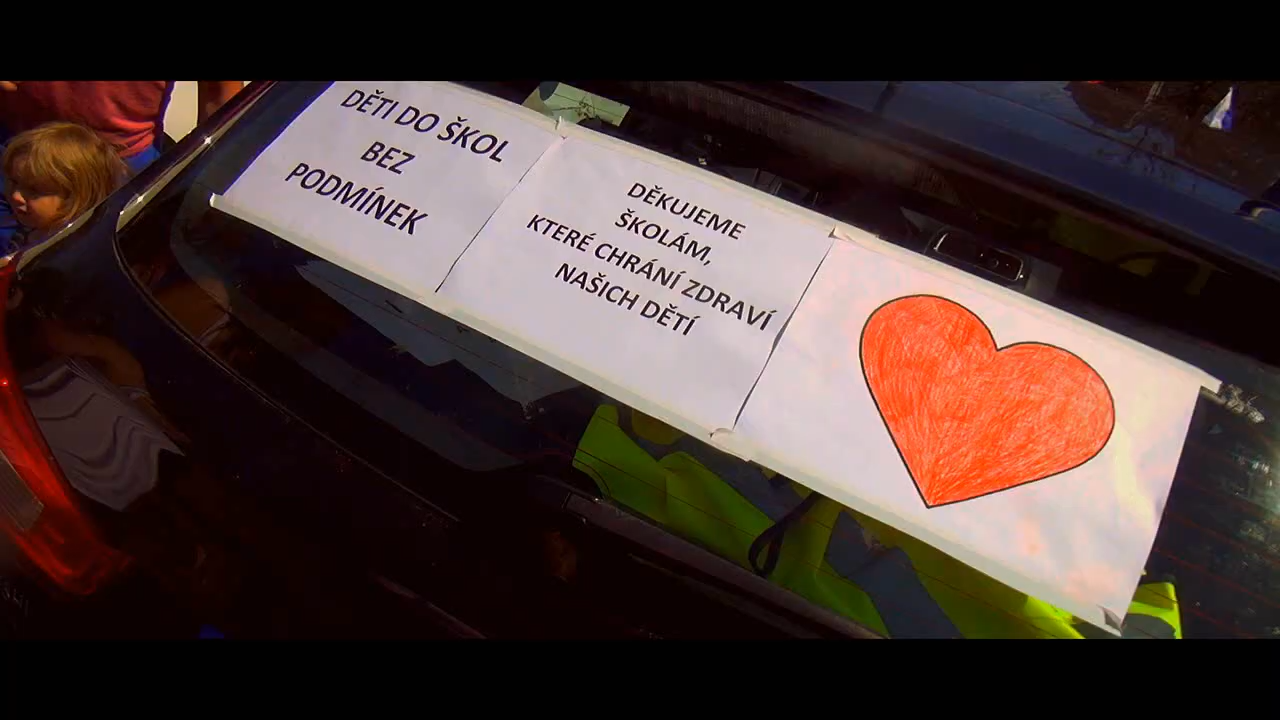 DĚTI DO ŠKOL
BEZ
PODMÍNEK
DĚKUJEME
ŠKOLÁM,
KTERÉ CHRÁNÍ ZDRAVÍ
NAŠICH DĚTÍ